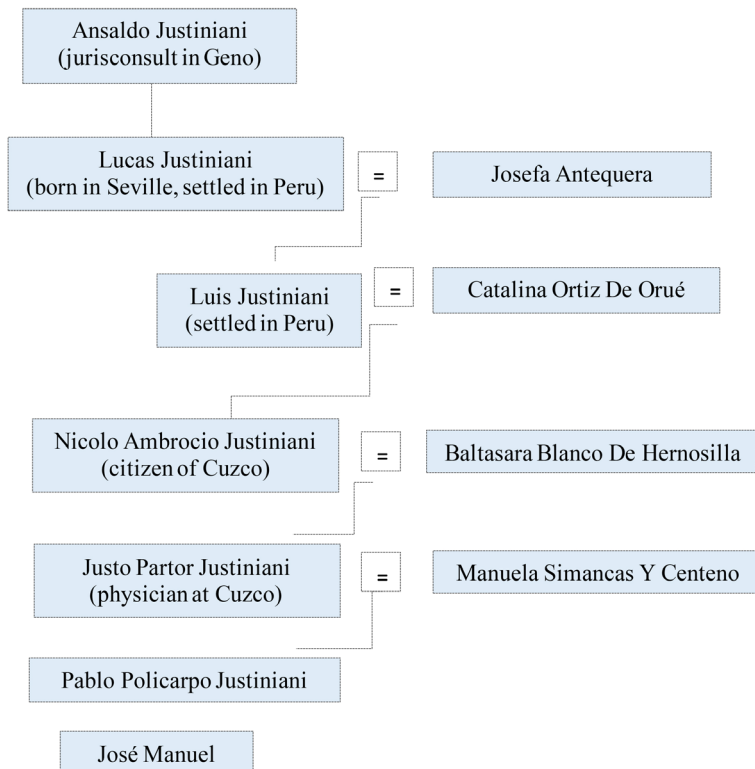 Ansaldo Justiniani
(jurisconsult in Geno)
Lucas Justiniani
(born in Seville, settled in Peru)
=
Josefa Antequera
Luis Justiniani
(settled in Peru)
=
Catalina Ortiz De Orué
Nicolo Ambrocio Justiniani
(citizen of Cuzco)
=
Baltasara Blanco De Hernosilla
Justo Partor Justiniani
(physician at Cuzco)
=
Manuela Simancas Y Centeno
Pablo Policarpo Justiniani
José Manuel